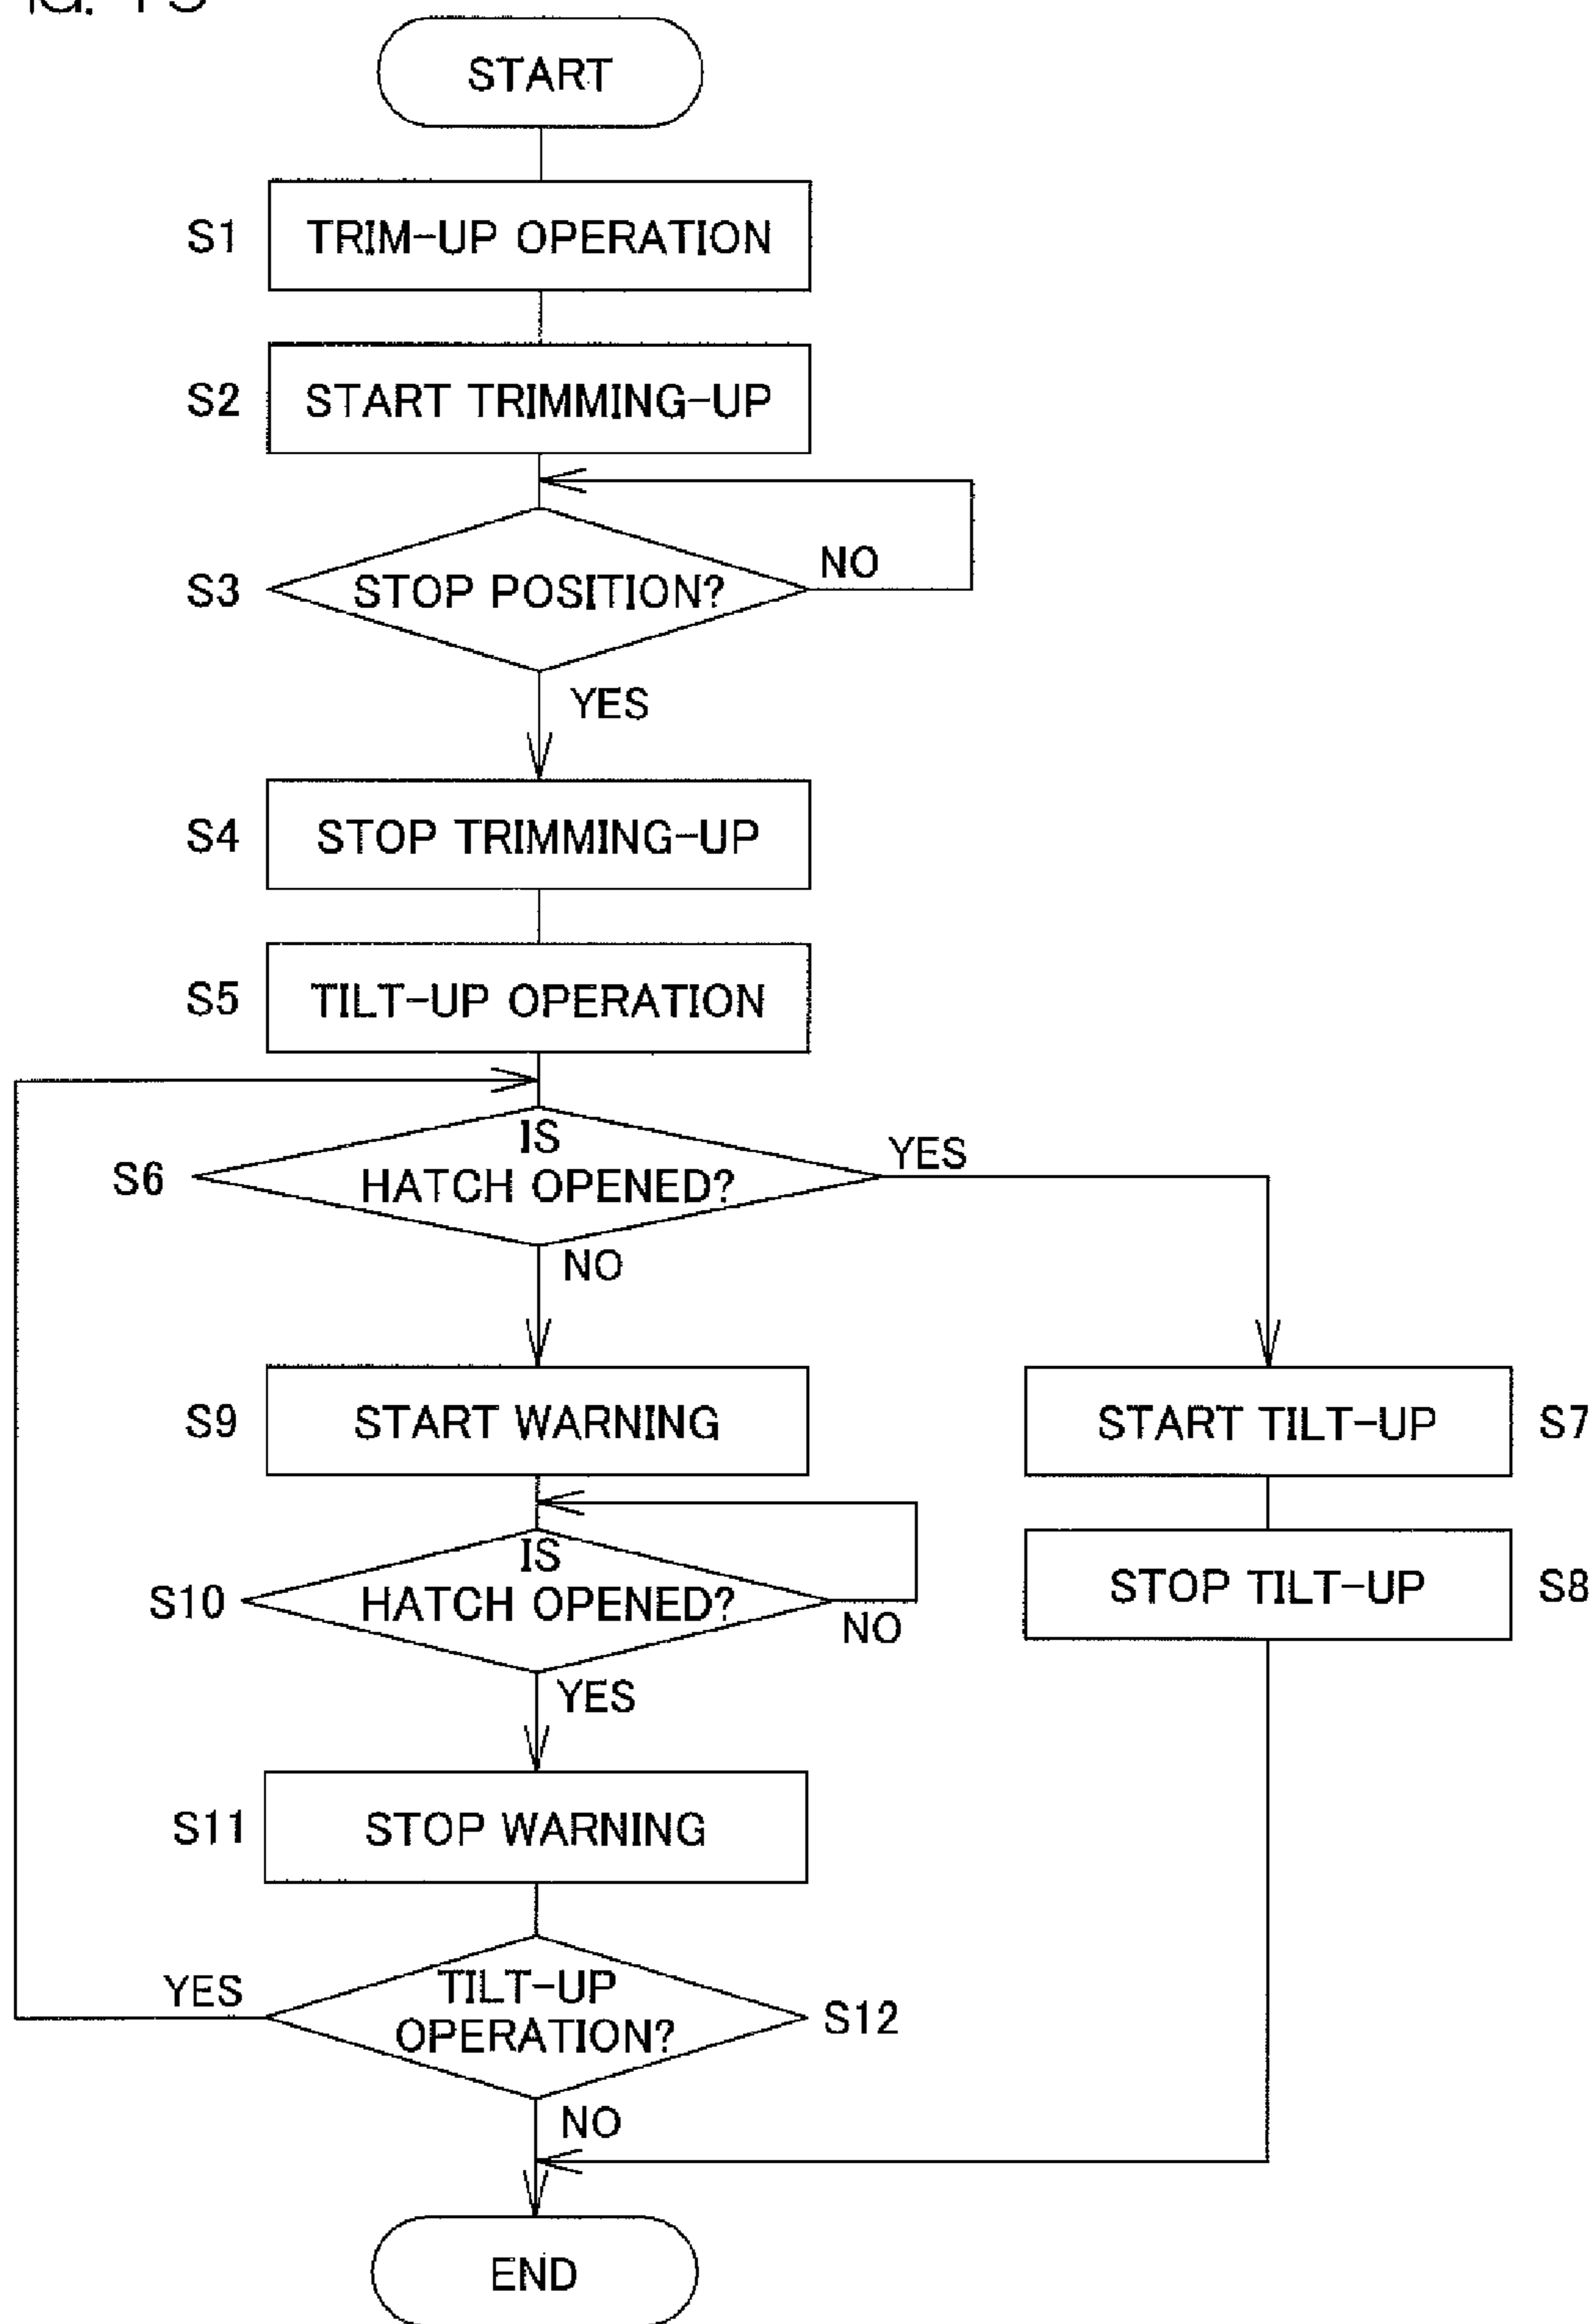 START
S1 TRIM-UP OPERATION
S2 START TRIMMING-UP
NO
S3 STOP POSITION?
YES
S4 STOP TRIMMING-UP
S5 TILT-UP OPERATION
IS
YES
S6 HATCH OPENED?
NO
S9 START WARNING
START TILT-UP S7
IS
S10 HATCH OPENED?
NO
STOP TILT-UP S8
YES
S11 STOP WARNING
YES
TILT-UP
OPERATION?
S12
NO
END